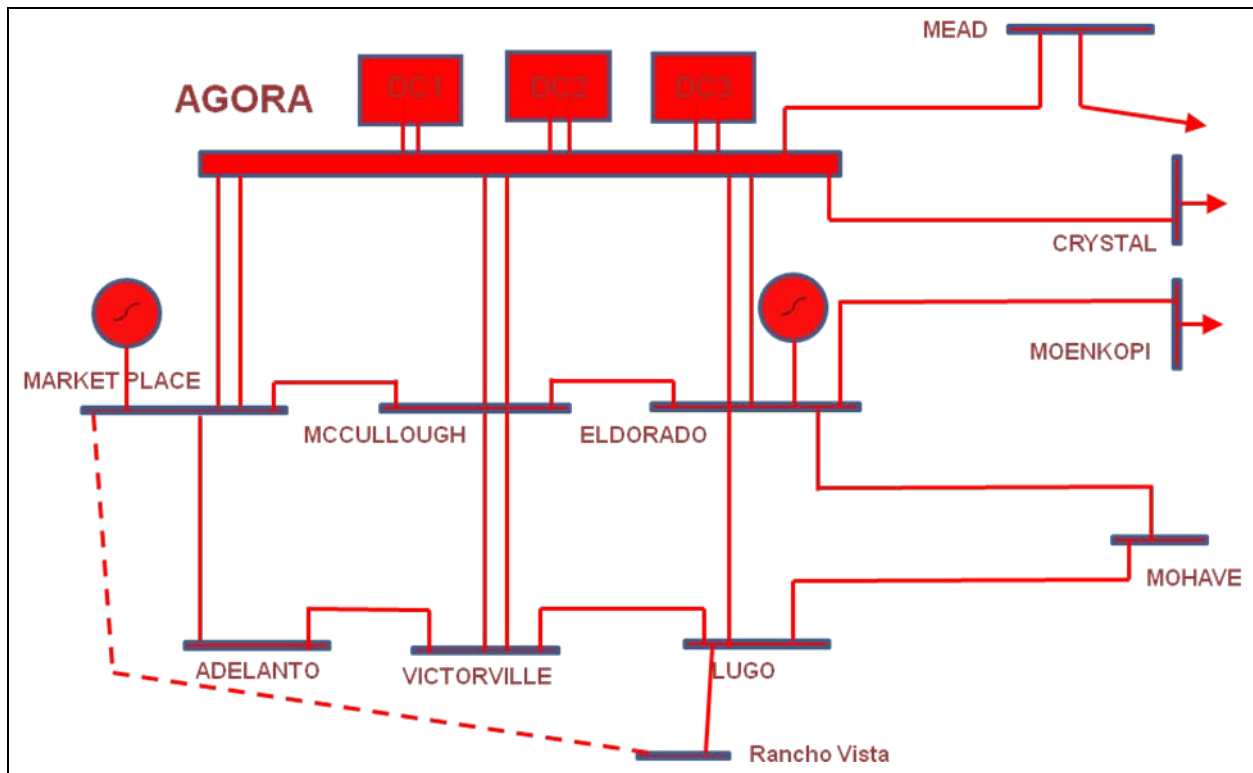 MEAD
AGORA
DC1
DC2
DC3
CRYSTAL
MOENKOPI
MARKET PLACE
MCCULLOUGH
ELDORADO
MOHAVE
ADELANTO
VICTORVILLE
LUGO
Rancho Vista